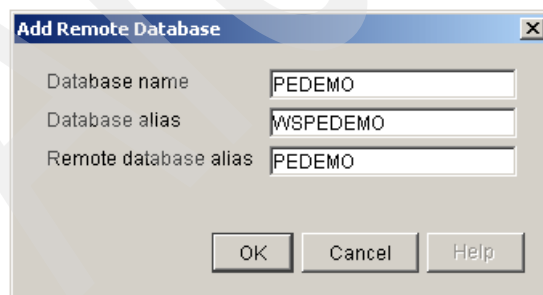 Add Remote Database
Database name PEDEMO
Database alias WSPEDEMO
Remote database alias PEDEMO
OK Cancel Help